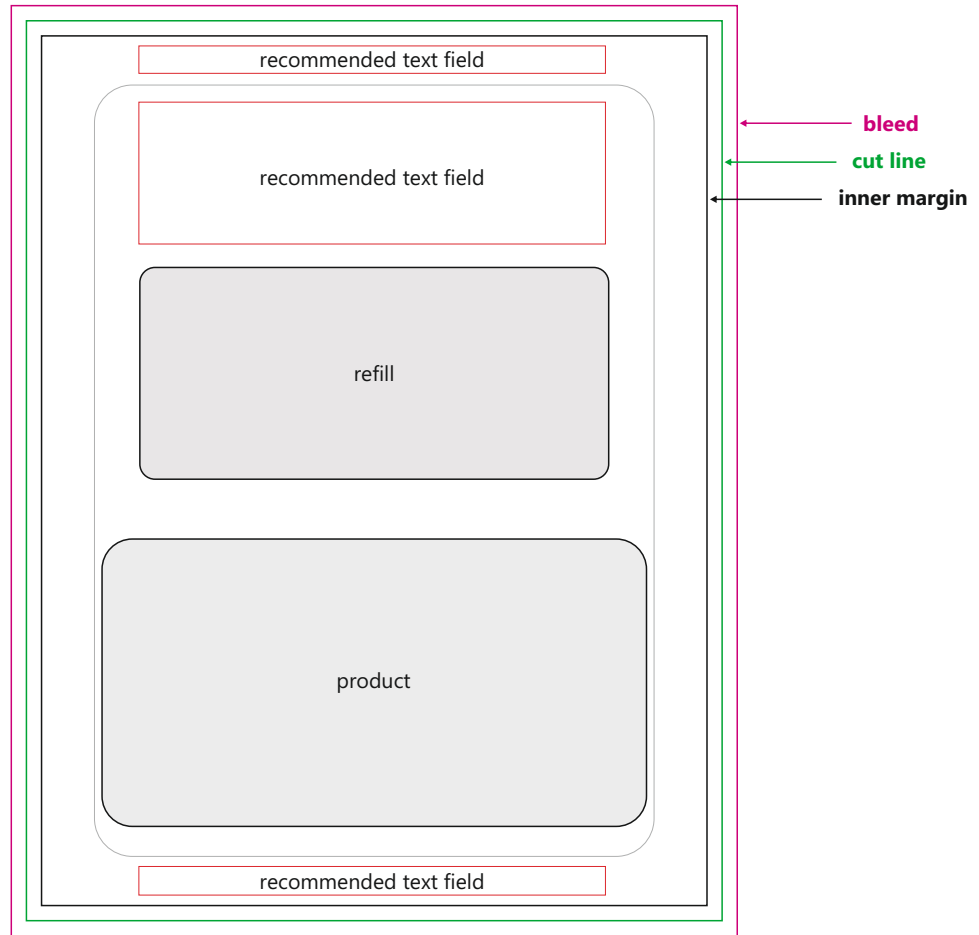 recommended text field
recommended text field
bleed
cut line
inner margin
refill
product
recommended text field